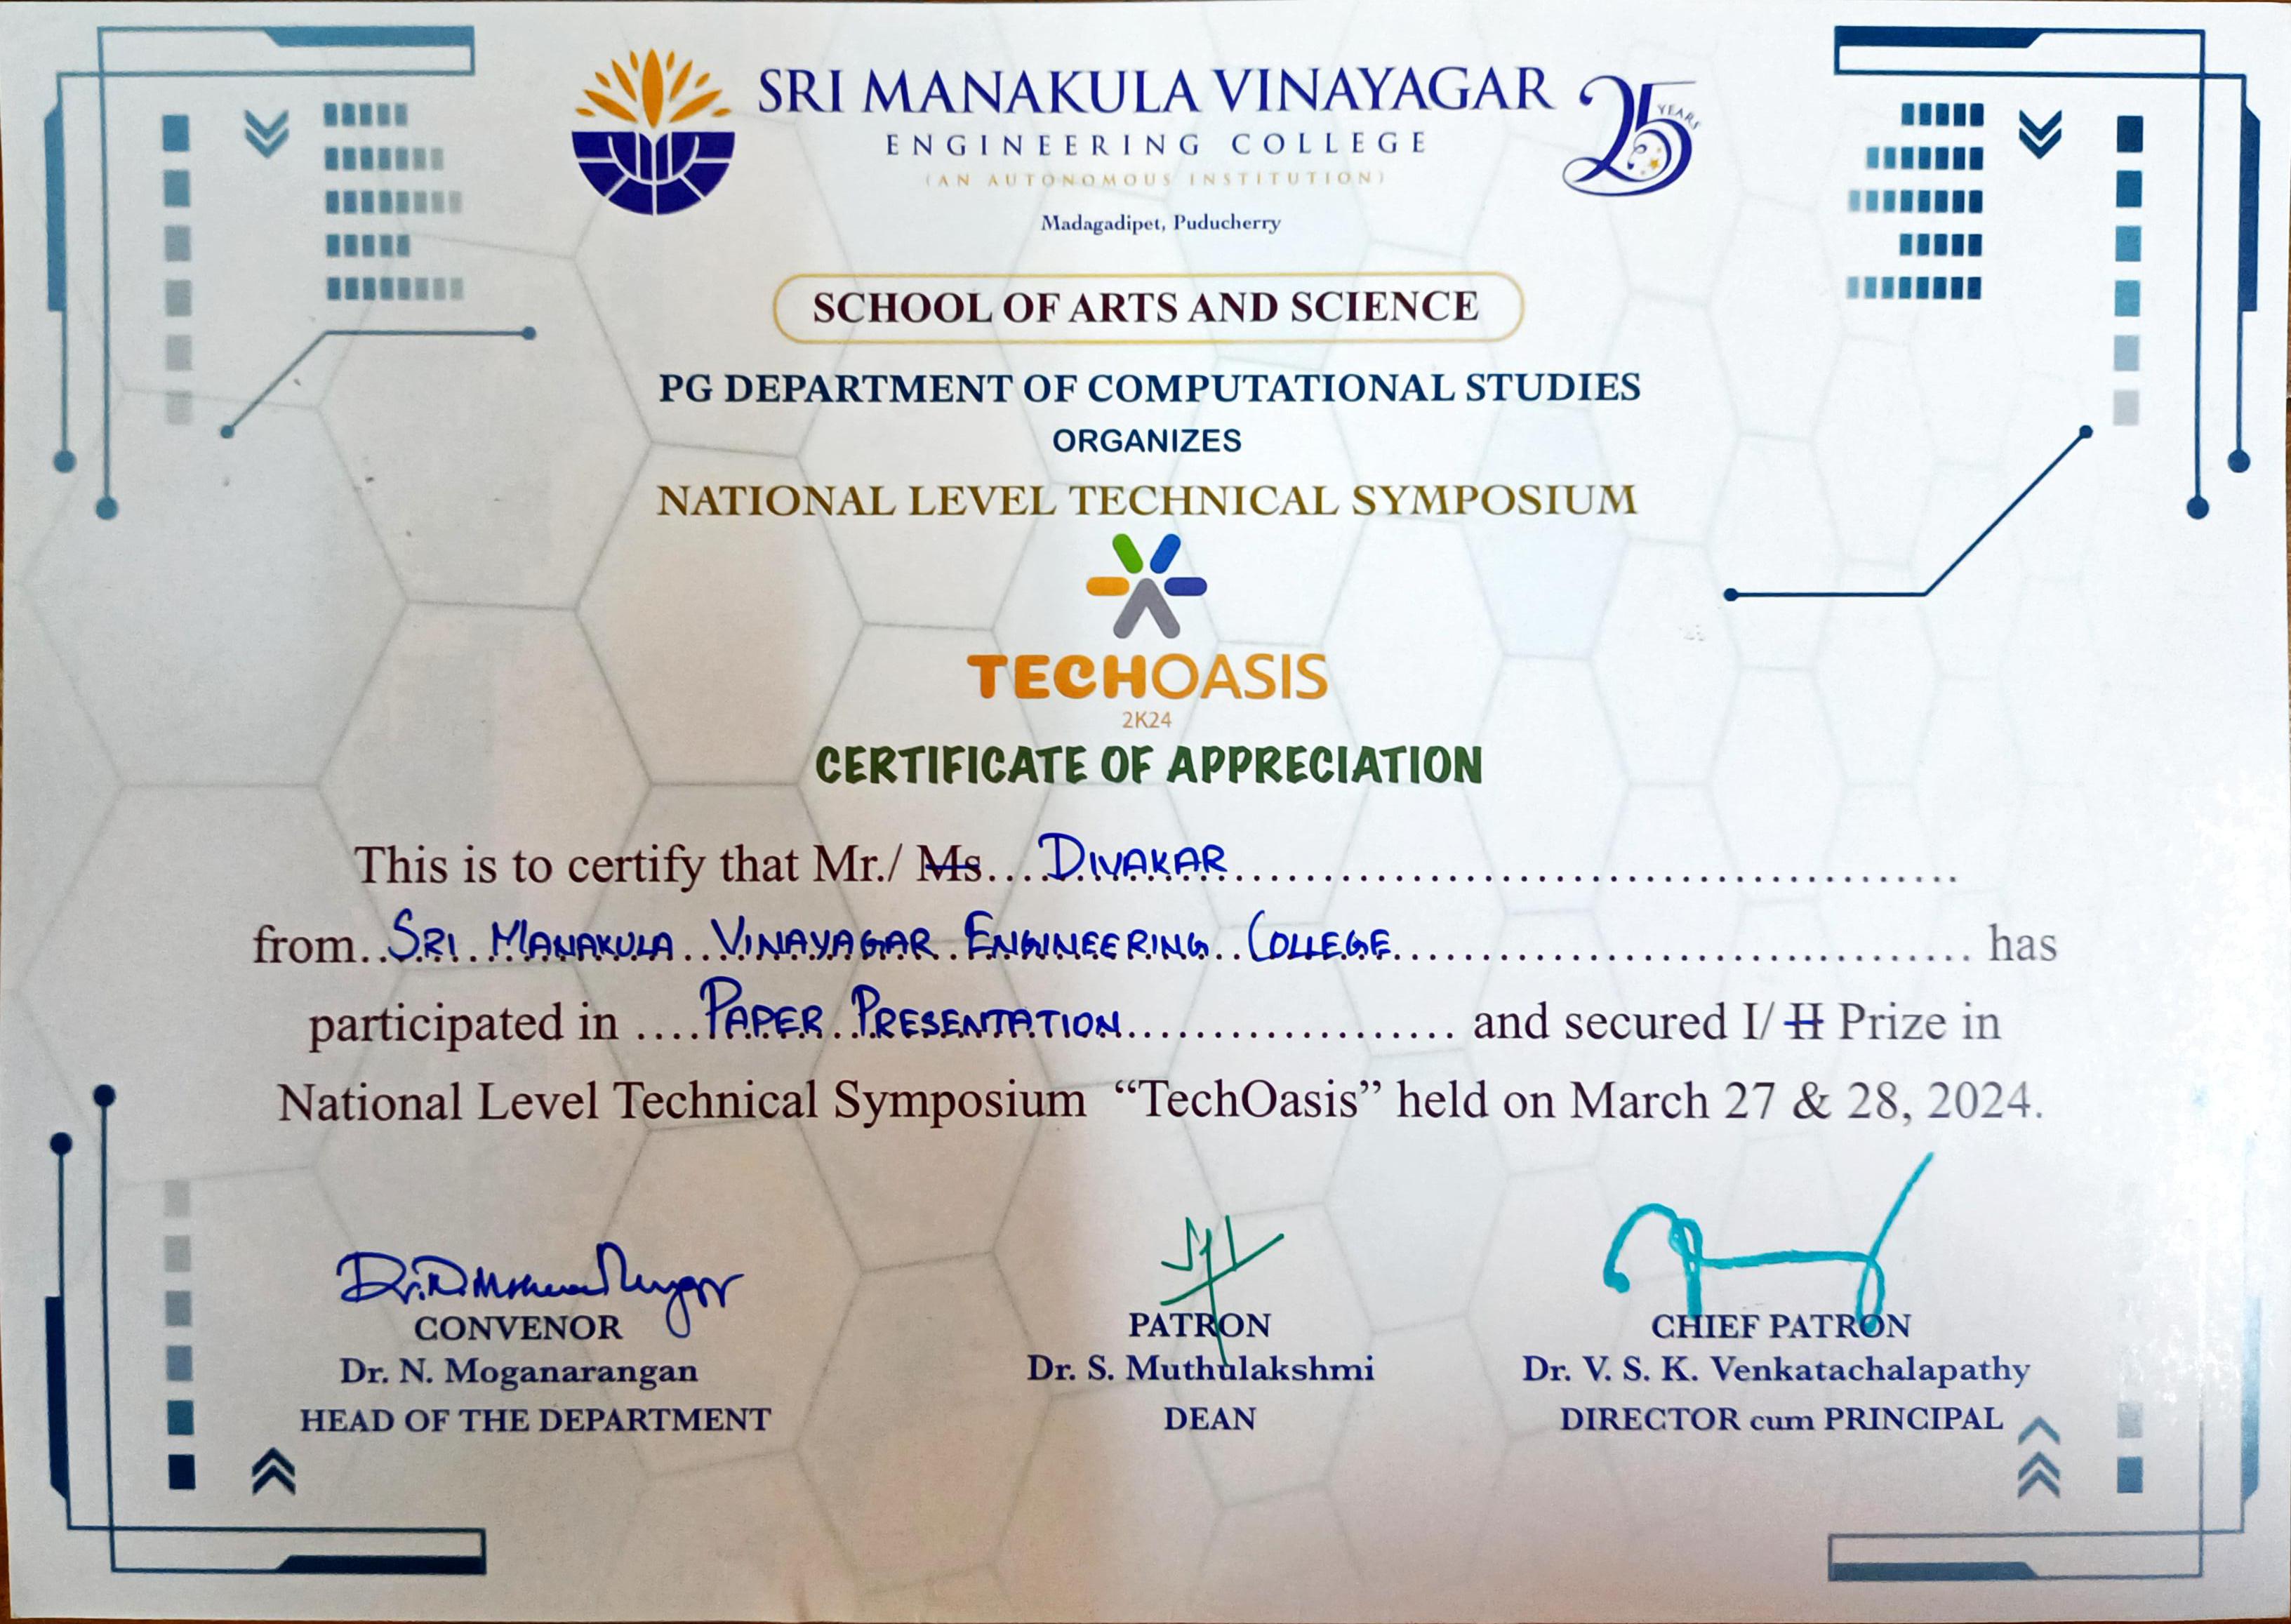 SRI MANAKULA VINAYAGAR
ENGINEERING COLLEGE
(AN AUTONOMOUS INSTITUTION)
Madagadipet, Puducherry
25 YEARS
SCHOOL OF ARTS AND SCIENCE
PG DEPARTMENT OF COMPUTATIONAL STUDIES
ORGANIZES
NATIONAL LEVEL TECHNICAL SYMPOSIUM
TECHOASIS
2K24
CERTIFICATE OF APPRECIATION
This is to certify that Mr./ Ms....DIVAKAR
from..SRI MANAKULA VINAYAGAR ENGINEERING COLLEGE has
participated in ....PAPER PRESENTATION and secured I/ II Prize in
National Level Technical Symposium “TechOasis” held on March 27 & 28, 2024.
CONVENOR
Dr. N. Moganarangan
HEAD OF THE DEPARTMENT
PATRON
Dr. S. Muthulakshmi
DEAN
CHIEF PATRON
Dr. V. S. K. Venkatachalapathy
DIRECTOR cum PRINCIPAL